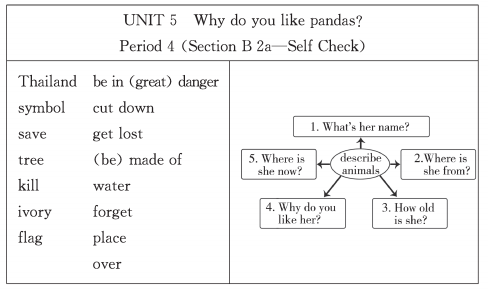 UNIT 5 Why do you like pandas?
Period 4 (Section B 2a—Self Check)
Thailand be in (great) danger
symbol cut down
save get lost
tree (be) made of
kill water
ivory forget
flag place
over
1. What's her name?
5. Where is
she now?
describe
animals
2.Where is
she from?
4. Why do you
like her?
3. How old
is she?